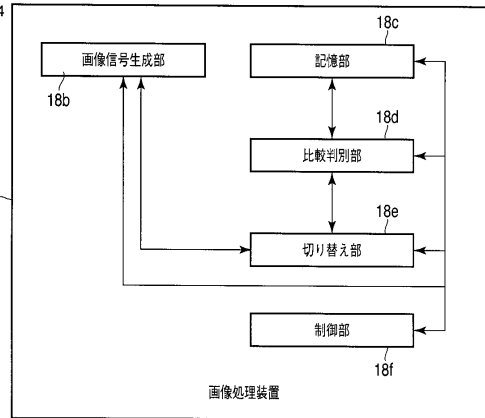 4
18c
画像信号生成部
記憶部
18b
18d
比較判別部
18e
切り替え部
制御部
18f
画像処理装置